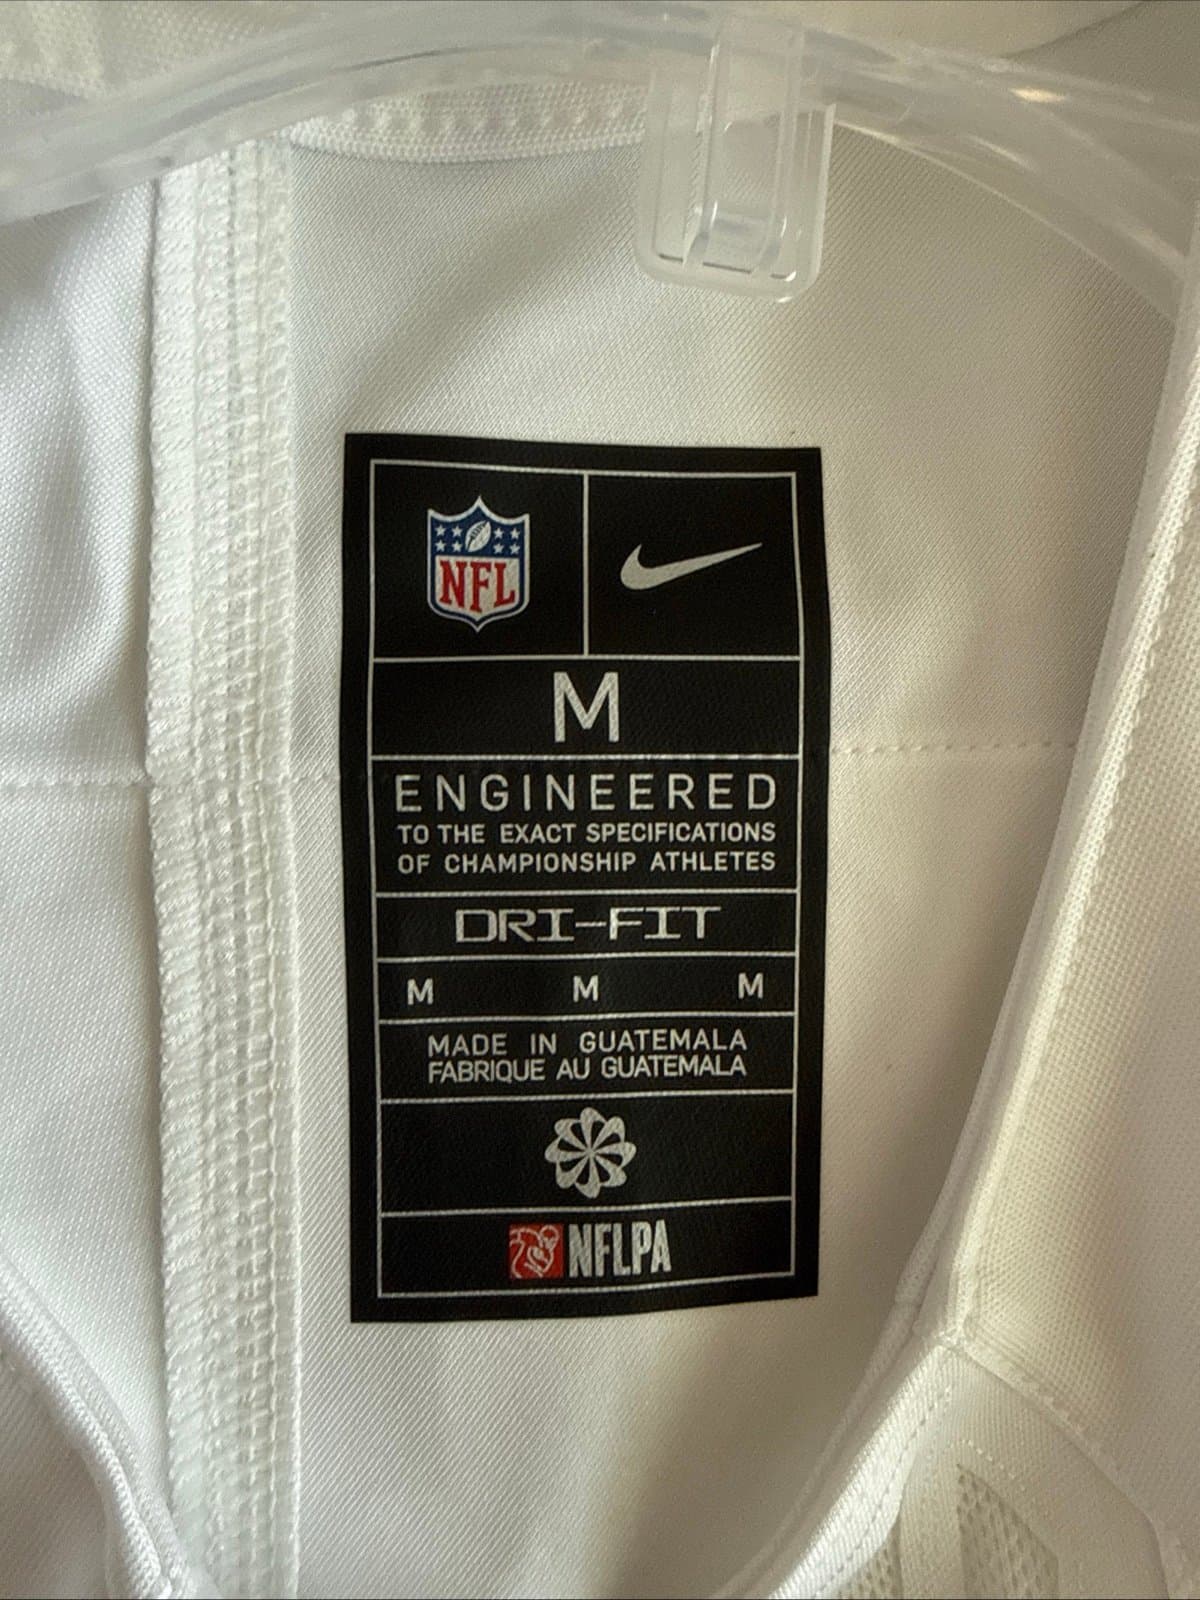 NFL
M
ENGINEERED
TO THE EXACT SPECIFICATIONS
OF CHAMPIONSHIP ATHLETES
DRI-FIT
M M M
MADE IN GUATEMALA
FABRIQUE AU GUATEMALA
NFLPA